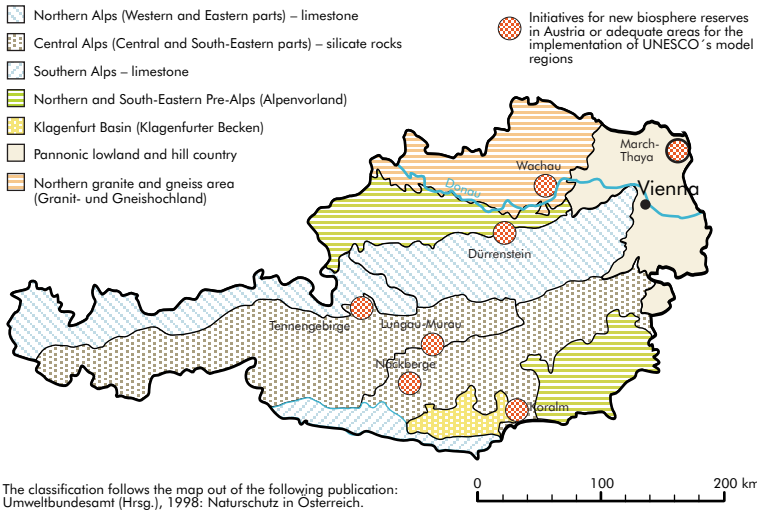 Northern Alps (Western and Eastern parts) – limestone
Central Alps (Central and South-Eastern parts) – silicate rocks
Southern Alps – limestone
Northern and South-Eastern Pre-Alps (Alpenvorland)
Klagenfurt Basin (Klagenfurter Becken)
Pannonic lowland and hill country
Northern granite and gneiss area
(Granit- und Gneishochland)
Initiatives for new biosphere reserves
in Austria or adequate areas for the
implementation of UNESCO´s model
regions
March-
Thaya
Wachau
Donau
Vienna
Dürrenstein
Tennengebirge
Lungau-Murau
Nockberge
Koralm
The classification follows the map out of the following publication:
Umweltbundesamt (Hrsg.), 1998: Naturschutz in Österreich.
0 100 200 km